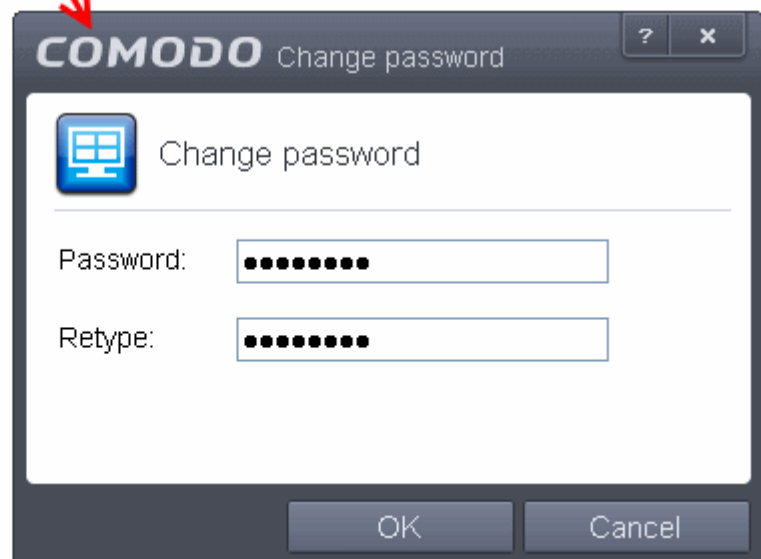 COMODO Change password ? x
Change password
Password: ●●●●●●●●
Retype: ●●●●●●●●
OK Cancel